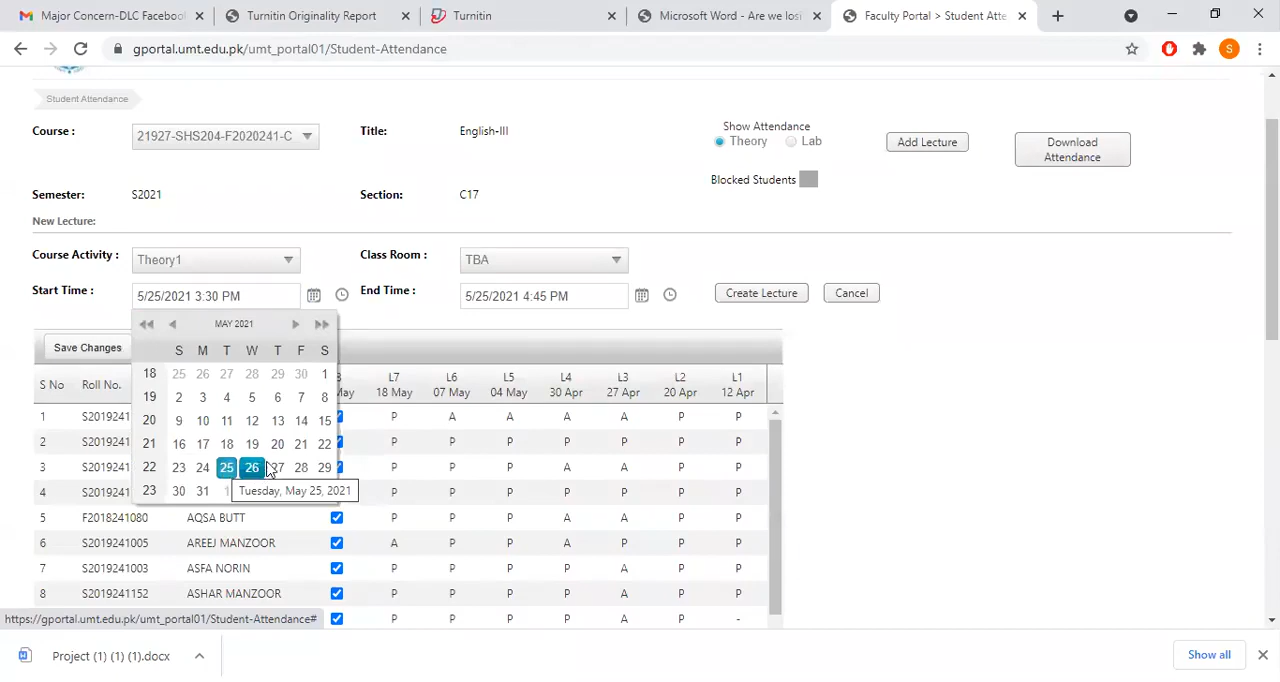 Major Concern-DLC Facebook
Turnitin Originality Report
Turnitin
Microsoft Word - Are we losi
Faculty Portal > Student Atte
gportal.umt.edu.pk/umt_portal01/Student-Attendance
S
Student Attendance
Course : 21927-SHS204-F2020241-C Title: English-III
Show Attendance
Theory Lab
Add Lecture
Download Attendance
Blocked Students
Semester: S2021 Section: C17
New Lecture:
Course Activity : Theory1 Class Room : TBA
Start Time : 5/25/2021 3:30 PM End Time : 5/25/2021 4:45 PM Create Lecture Cancel
MAY 2021
S M T W T F S
18 25 26 27 28 29 30 1
19 2 3 4 5 6 7 8
20 9 10 11 12 13 14 15
21 16 17 18 19 20 21 22
22 23 24 25 26 27 28 29
23 30 31 1
Tuesday, May 25, 2021
Save Changes
S No Roll No. L7 L6 L5 L4 L3 L2 L1
May 18 May 07 May 04 May 30 Apr 27 Apr 20 Apr 12 Apr
1 S2019241 P A A P A P P
2 S201924 P P P P P P P
3 S201924 P P P A A P P
4 S201924 P P P A P P P
5 F2018241080 AQSA BUTT P P P A A P P
6 S2019241005 AREEJ MANZOOR A P P A P P P
7 S2019241003 ASFA NORIN P P P A A P P
8 S2019241152 ASHAR MANZOOR P P P A P P P
P P P P A P -
https://gportal.umt.edu.pk/umt_portal01/Student-Attendance#
Project (1) (1) (1).docx
Show all